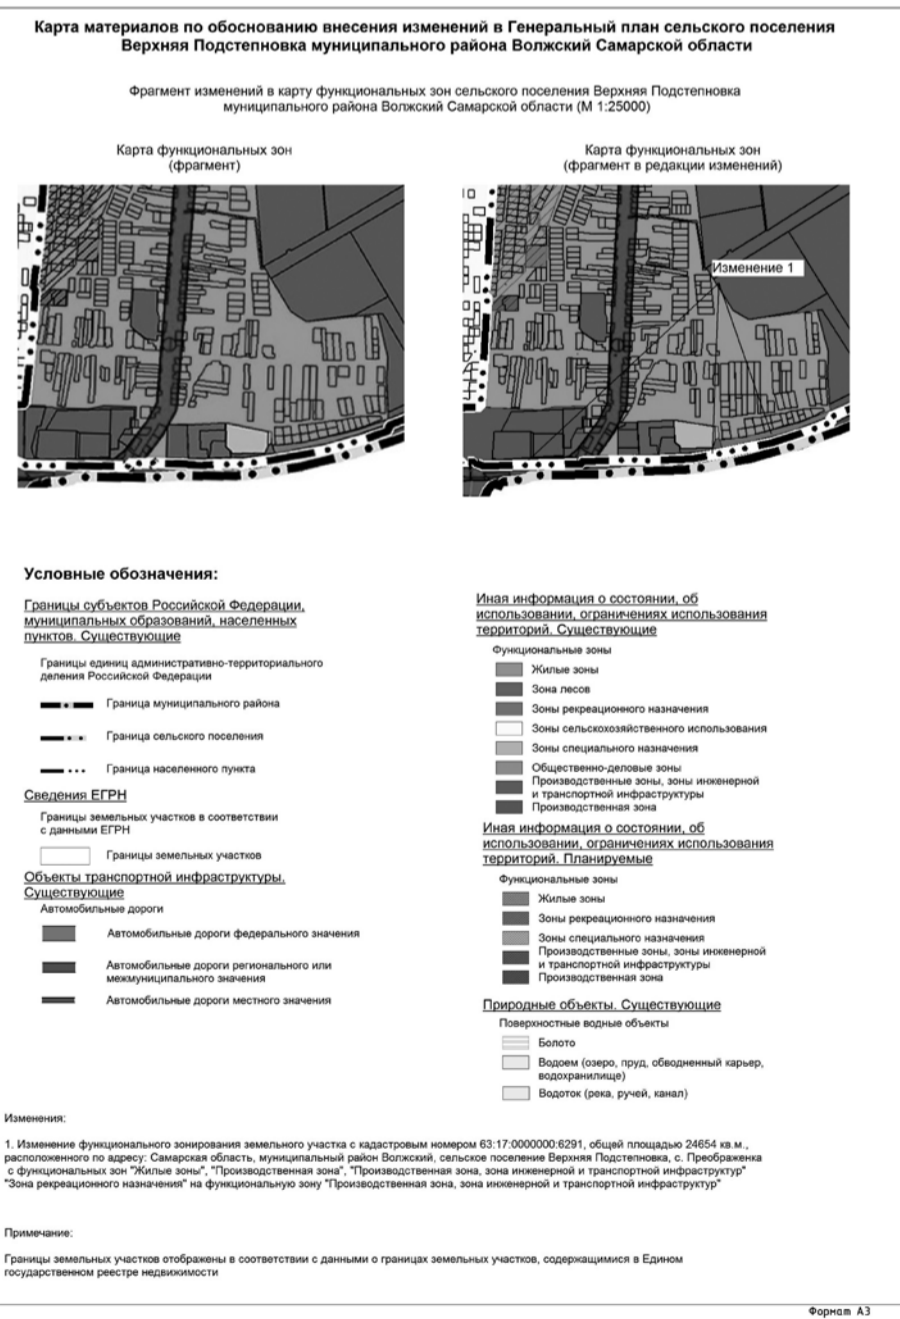 Карта материалов по обоснованию внесения изменений в Генеральный план сельского поселения
Верхняя Подстепновка муниципального района Волжский Самарской области
Фрагмент изменений в карту функциональных зон сельского поселения Верхняя Подстепновка
муниципального района Волжский Самарской области (М 1:25000)
Карта функциональных зон
(фрагмент)
Карта функциональных зон
(фрагмент в редакции изменений)
Изменение 1
Условные обозначения:
Границы субъектов Российской Федерации,
муниципальных образований, населенных
пунктов. Существующие
Границы единиц административно-территориального
деления Российской Федерации
Граница муниципального района
Граница сельского поселения
Граница населенного пункта
Сведения ЕГРН
Границы земельных участков в соответствии
с данными ЕГРН
Границы земельных участков
Объекты транспортной инфраструктуры.
Существующие
Автомобильные дороги
Автомобильные дороги федерального значения
Автомобильные дороги регионального или
межмуниципального значения
Автомобильные дороги местного значения
Иная информация о состоянии, об
использовании, ограничениях использования
территорий. Существующие
Функциональные зоны
Жилые зоны
Зона лесов
Зоны рекреационного назначения
Зоны сельскохозяйственного использования
Зоны специального назначения
Общественно-деловые зоны
Производственные зоны, зоны инженерной
и транспортной инфраструктуры
Производственная зона
Иная информация о состоянии, об
использовании, ограничениях использования
территорий. Планируемые
Функциональные зоны
Жилые зоны
Зоны рекреационного назначения
Зоны специального назначения
Производственные зоны, зоны инженерной
и транспортной инфраструктуры
Производственная зона
Природные объекты. Существующие
Поверхностные водные объекты
Болото
Водоем (озеро, пруд, обводненный карьер,
водохранилище)
Водоток (река, ручей, канал)
Изменения:
1. Изменение функционального зонирования земельного участка с кадастровым номером 63:17:0000000:6291, общей площадью 24654 кв.м.,
расположенного по адресу: Самарская область, муниципальный район Волжский, сельское поселение Верхняя Подстепновка, с. Преображенка
с функциональных зон "Жилые зоны", "Производственная зона", "Производственная зона, зона инженерной и транспортной инфраструктур"
"Зона рекреационного назначения" на функциональную зону "Производственная зона, зона инженерной и транспортной инфраструктур"
Примечание:
Границы земельных участков отображены в соответствии с данными о границах земельных участков, содержащимися в Едином
государственном реестре недвижимости
Формат А3